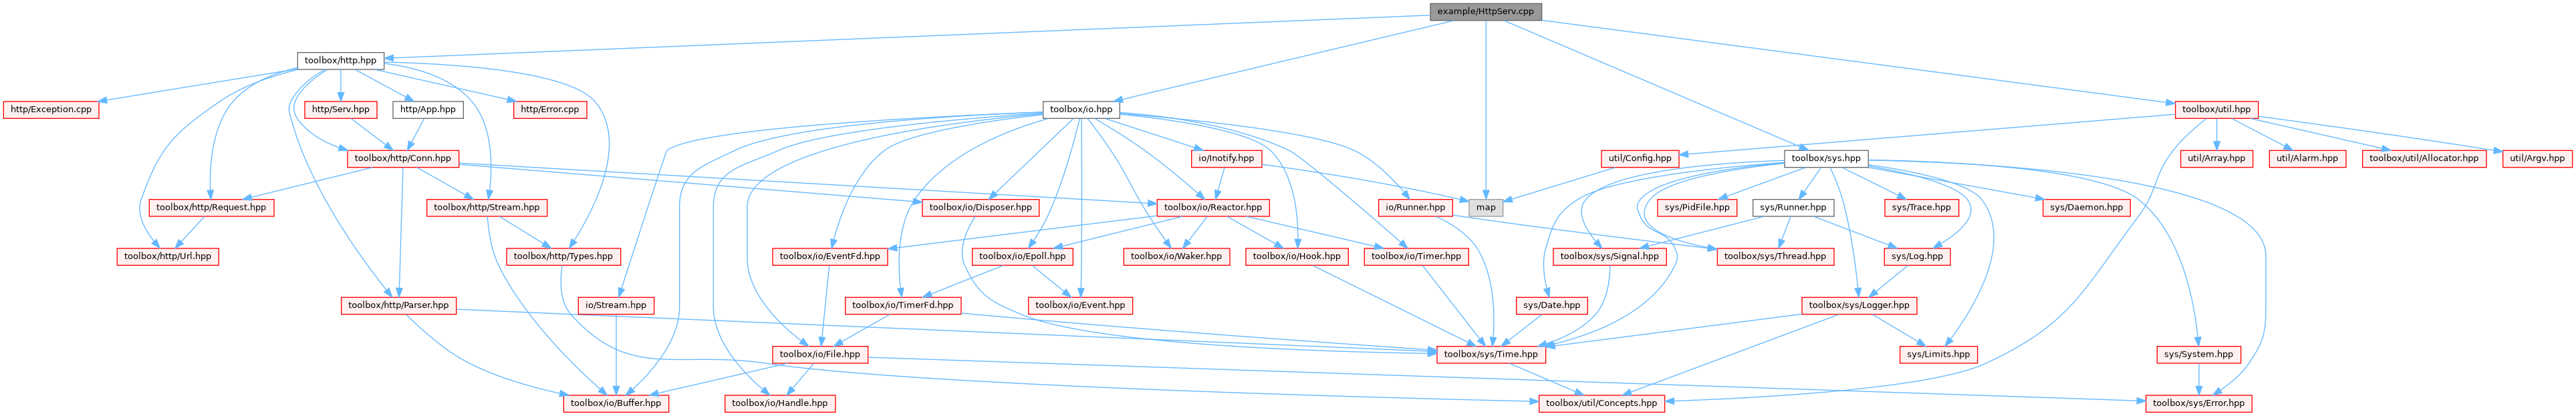 example/HttpServ.cpp
toolbox/http.hpp
http/Exception.cpp
http/Serv.hpp
http/App.hpp
http/Error.cpp
toolbox/io.hpp
toolbox/util.hpp
toolbox/http/Conn.hpp
io/Inotify.hpp
util/Config.hpp
toolbox/sys.hpp
util/Array.hpp
util/Alarm.hpp
toolbox/util/Allocator.hpp
util/Argv.hpp
toolbox/http/Request.hpp
toolbox/http/Stream.hpp
toolbox/io/Disposer.hpp
toolbox/io/Reactor.hpp
io/Runner.hpp
map
sys/PidFile.hpp
sys/Runner.hpp
sys/Trace.hpp
sys/Daemon.hpp
toolbox/http/Url.hpp
toolbox/http/Types.hpp
toolbox/io/EventFd.hpp
toolbox/io/Epoll.hpp
toolbox/io/Waker.hpp
toolbox/io/Hook.hpp
toolbox/io/Timer.hpp
toolbox/sys/Signal.hpp
toolbox/sys/Thread.hpp
sys/Log.hpp
toolbox/http/Parser.hpp
io/Stream.hpp
toolbox/io/TimerFd.hpp
toolbox/io/Event.hpp
sys/Date.hpp
toolbox/sys/Logger.hpp
toolbox/io/File.hpp
toolbox/sys/Time.hpp
sys/Limits.hpp
sys/System.hpp
toolbox/io/Buffer.hpp
toolbox/io/Handle.hpp
toolbox/util/Concepts.hpp
toolbox/sys/Error.hpp